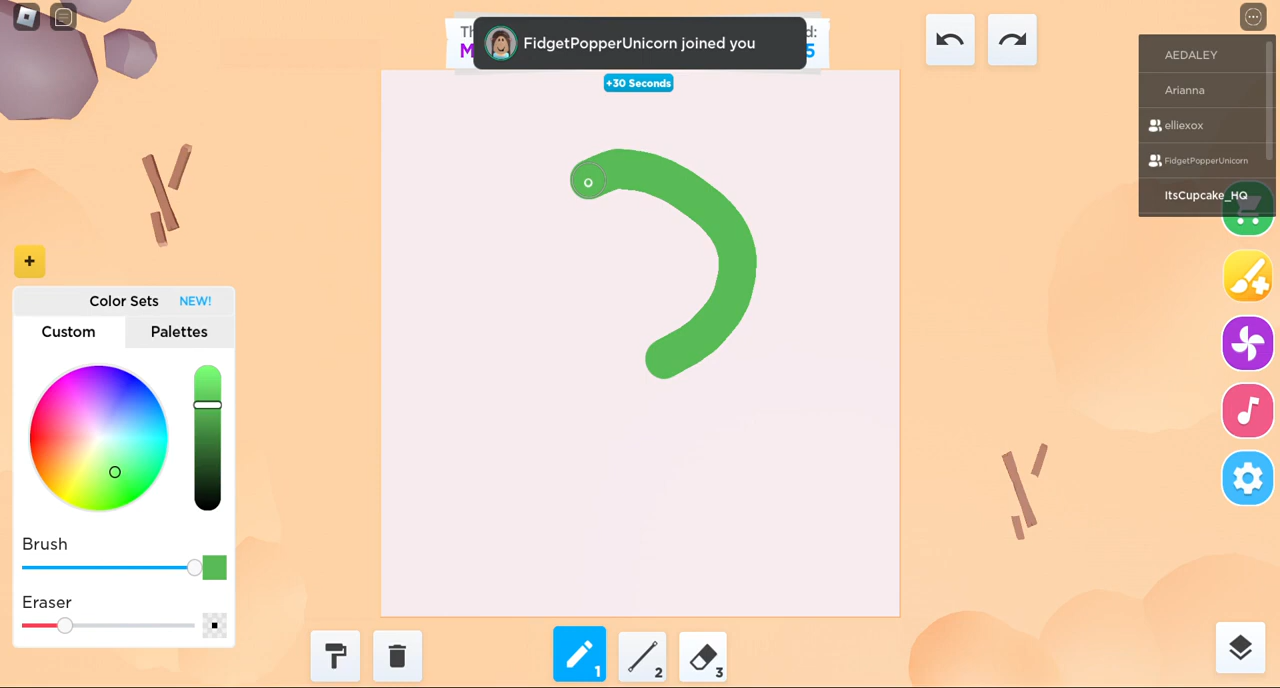 FidgetPopperUnicorn joined you
5
+30 Seconds
AEDALEY
Arianna
elliexox
FidgetPopperUnicorn
ItsCupcake_HQ
+
Color Sets NEW!
Custom Palettes
Brush
Eraser
1
2
3